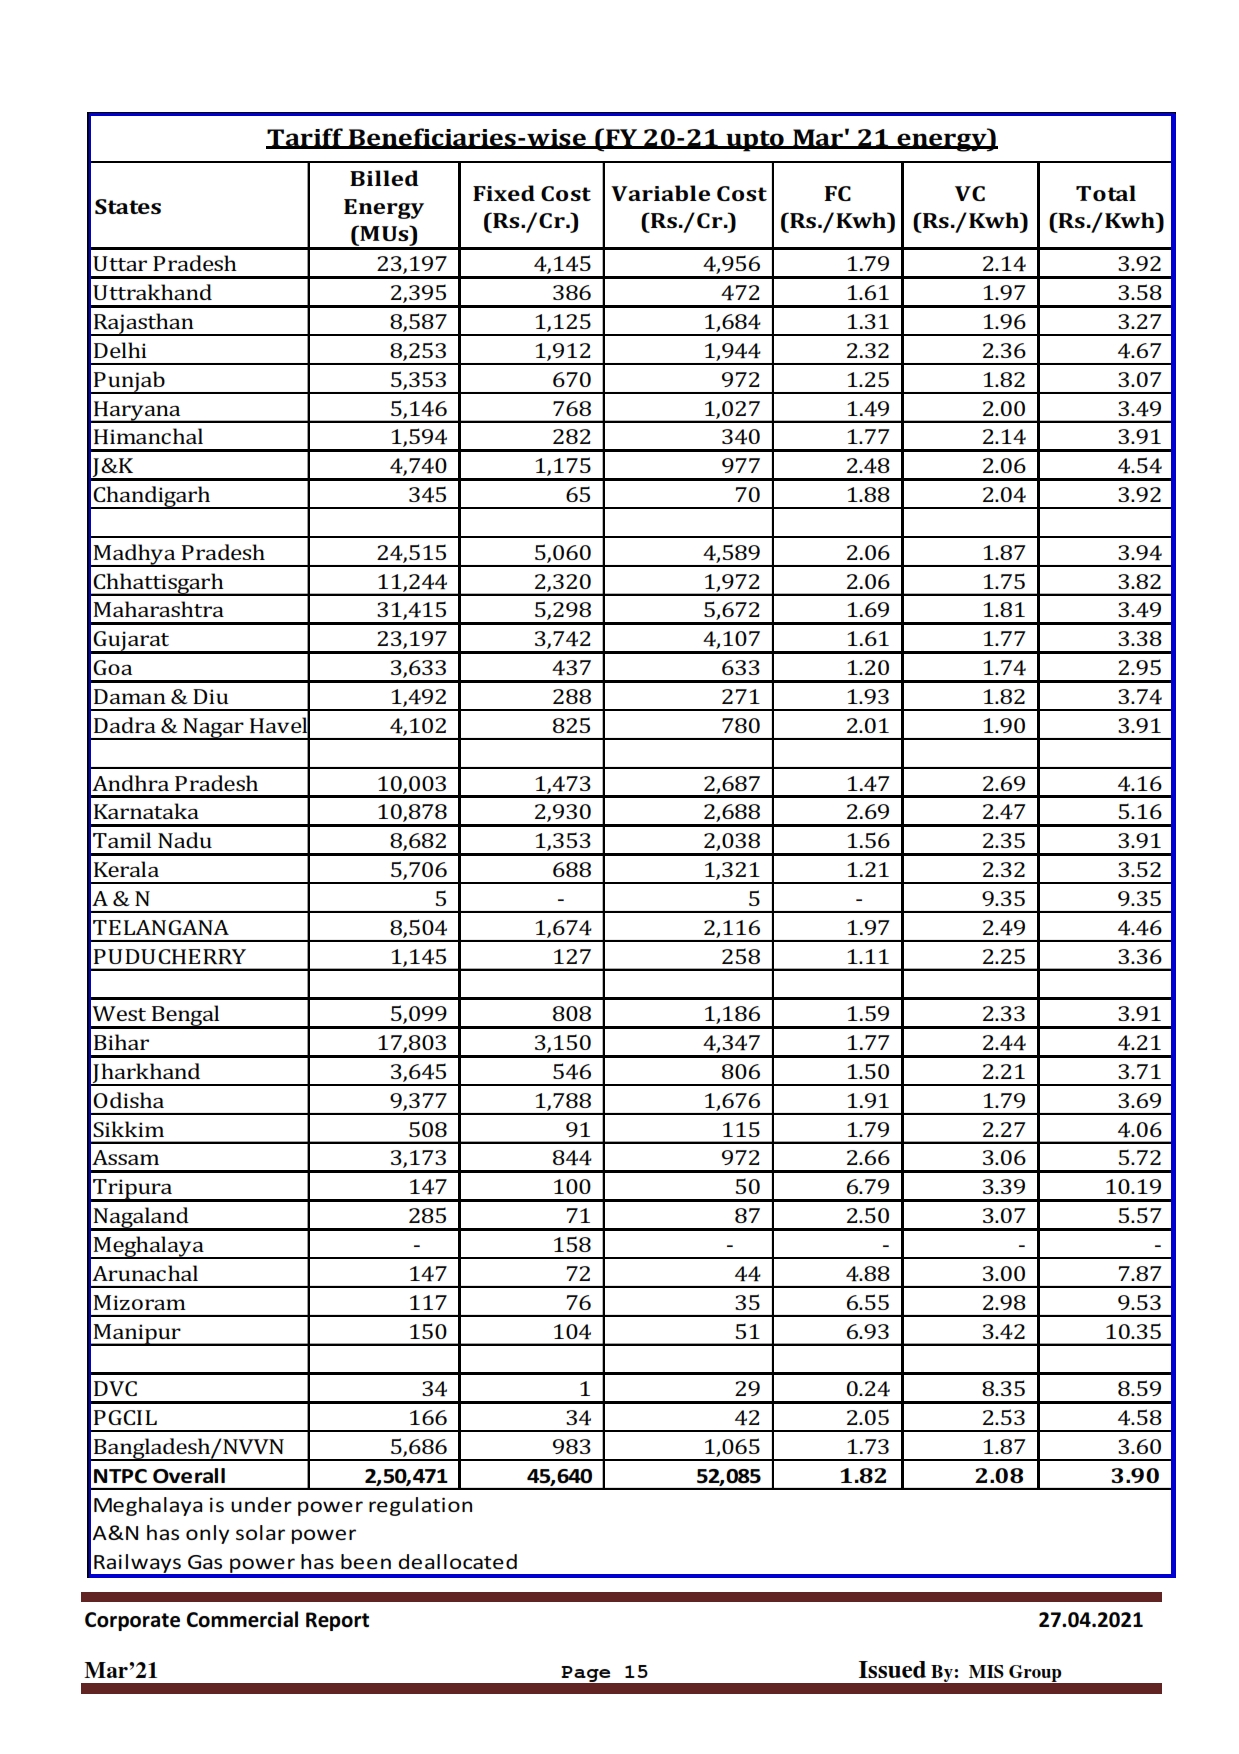 Tariff Beneficiaries-wise (FY 20-21 upto Mar' 21 energy)
States Billed Energy (MUs) Fixed Cost (Rs./Cr.) Variable Cost (Rs./Cr.) FC (Rs./Kwh) VC (Rs./Kwh) Total (Rs./Kwh)
Uttar Pradesh 23,197 4,145 4,956 1.79 2.14 3.92
Uttrakhand 2,395 386 472 1.61 1.97 3.58
Rajasthan 8,587 1,125 1,684 1.31 1.96 3.27
Delhi 8,253 1,912 1,944 2.32 2.36 4.67
Punjab 5,353 670 972 1.25 1.82 3.07
Haryana 5,146 768 1,027 1.49 2.00 3.49
Himanchal 1,594 282 340 1.77 2.14 3.91
J&K 4,740 1,175 977 2.48 2.06 4.54
Chandigarh 345 65 70 1.88 2.04 3.92
Madhya Pradesh 24,515 5,060 4,589 2.06 1.87 3.94
Chhattisgarh 11,244 2,320 1,972 2.06 1.75 3.82
Maharashtra 31,415 5,298 5,672 1.69 1.81 3.49
Gujarat 23,197 3,742 4,107 1.61 1.77 3.38
Goa 3,633 437 633 1.20 1.74 2.95
Daman & Diu 1,492 288 271 1.93 1.82 3.74
Dadra & Nagar Havel 4,102 825 780 2.01 1.90 3.91
Andhra Pradesh 10,003 1,473 2,687 1.47 2.69 4.16
Karnataka 10,878 2,930 2,688 2.69 2.47 5.16
Tamil Nadu 8,682 1,353 2,038 1.56 2.35 3.91
Kerala 5,706 688 1,321 1.21 2.32 3.52
A & N 5 - 5 - 9.35 9.35
TELANGANA 8,504 1,674 2,116 1.97 2.49 4.46
PUDUCHERRY 1,145 127 258 1.11 2.25 3.36
West Bengal 5,099 808 1,186 1.59 2.33 3.91
Bihar 17,803 3,150 4,347 1.77 2.44 4.21
Jharkhand 3,645 546 806 1.50 2.21 3.71
Odisha 9,377 1,788 1,676 1.91 1.79 3.69
Sikkim 508 91 115 1.79 2.27 4.06
Assam 3,173 844 972 2.66 3.06 5.72
Tripura 147 100 50 6.79 3.39 10.19
Nagaland 285 71 87 2.50 3.07 5.57
Meghalaya - 158 - - - -
Arunachal 147 72 44 4.88 3.00 7.87
Mizoram 117 76 35 6.55 2.98 9.53
Manipur 150 104 51 6.93 3.42 10.35
DVC 34 1 29 0.24 8.35 8.59
PGCIL 166 34 42 2.05 2.53 4.58
Bangladesh/NVVN 5,686 983 1,065 1.73 1.87 3.60
NTPC Overall 2,50,471 45,640 52,085 1.82 2.08 3.90
Meghalaya is under power regulation
A&N has only solar power
Railways Gas power has been deallocated
Corporate Commercial Report 27.04.2021
Mar’21 Page 15 Issued By: MIS Group